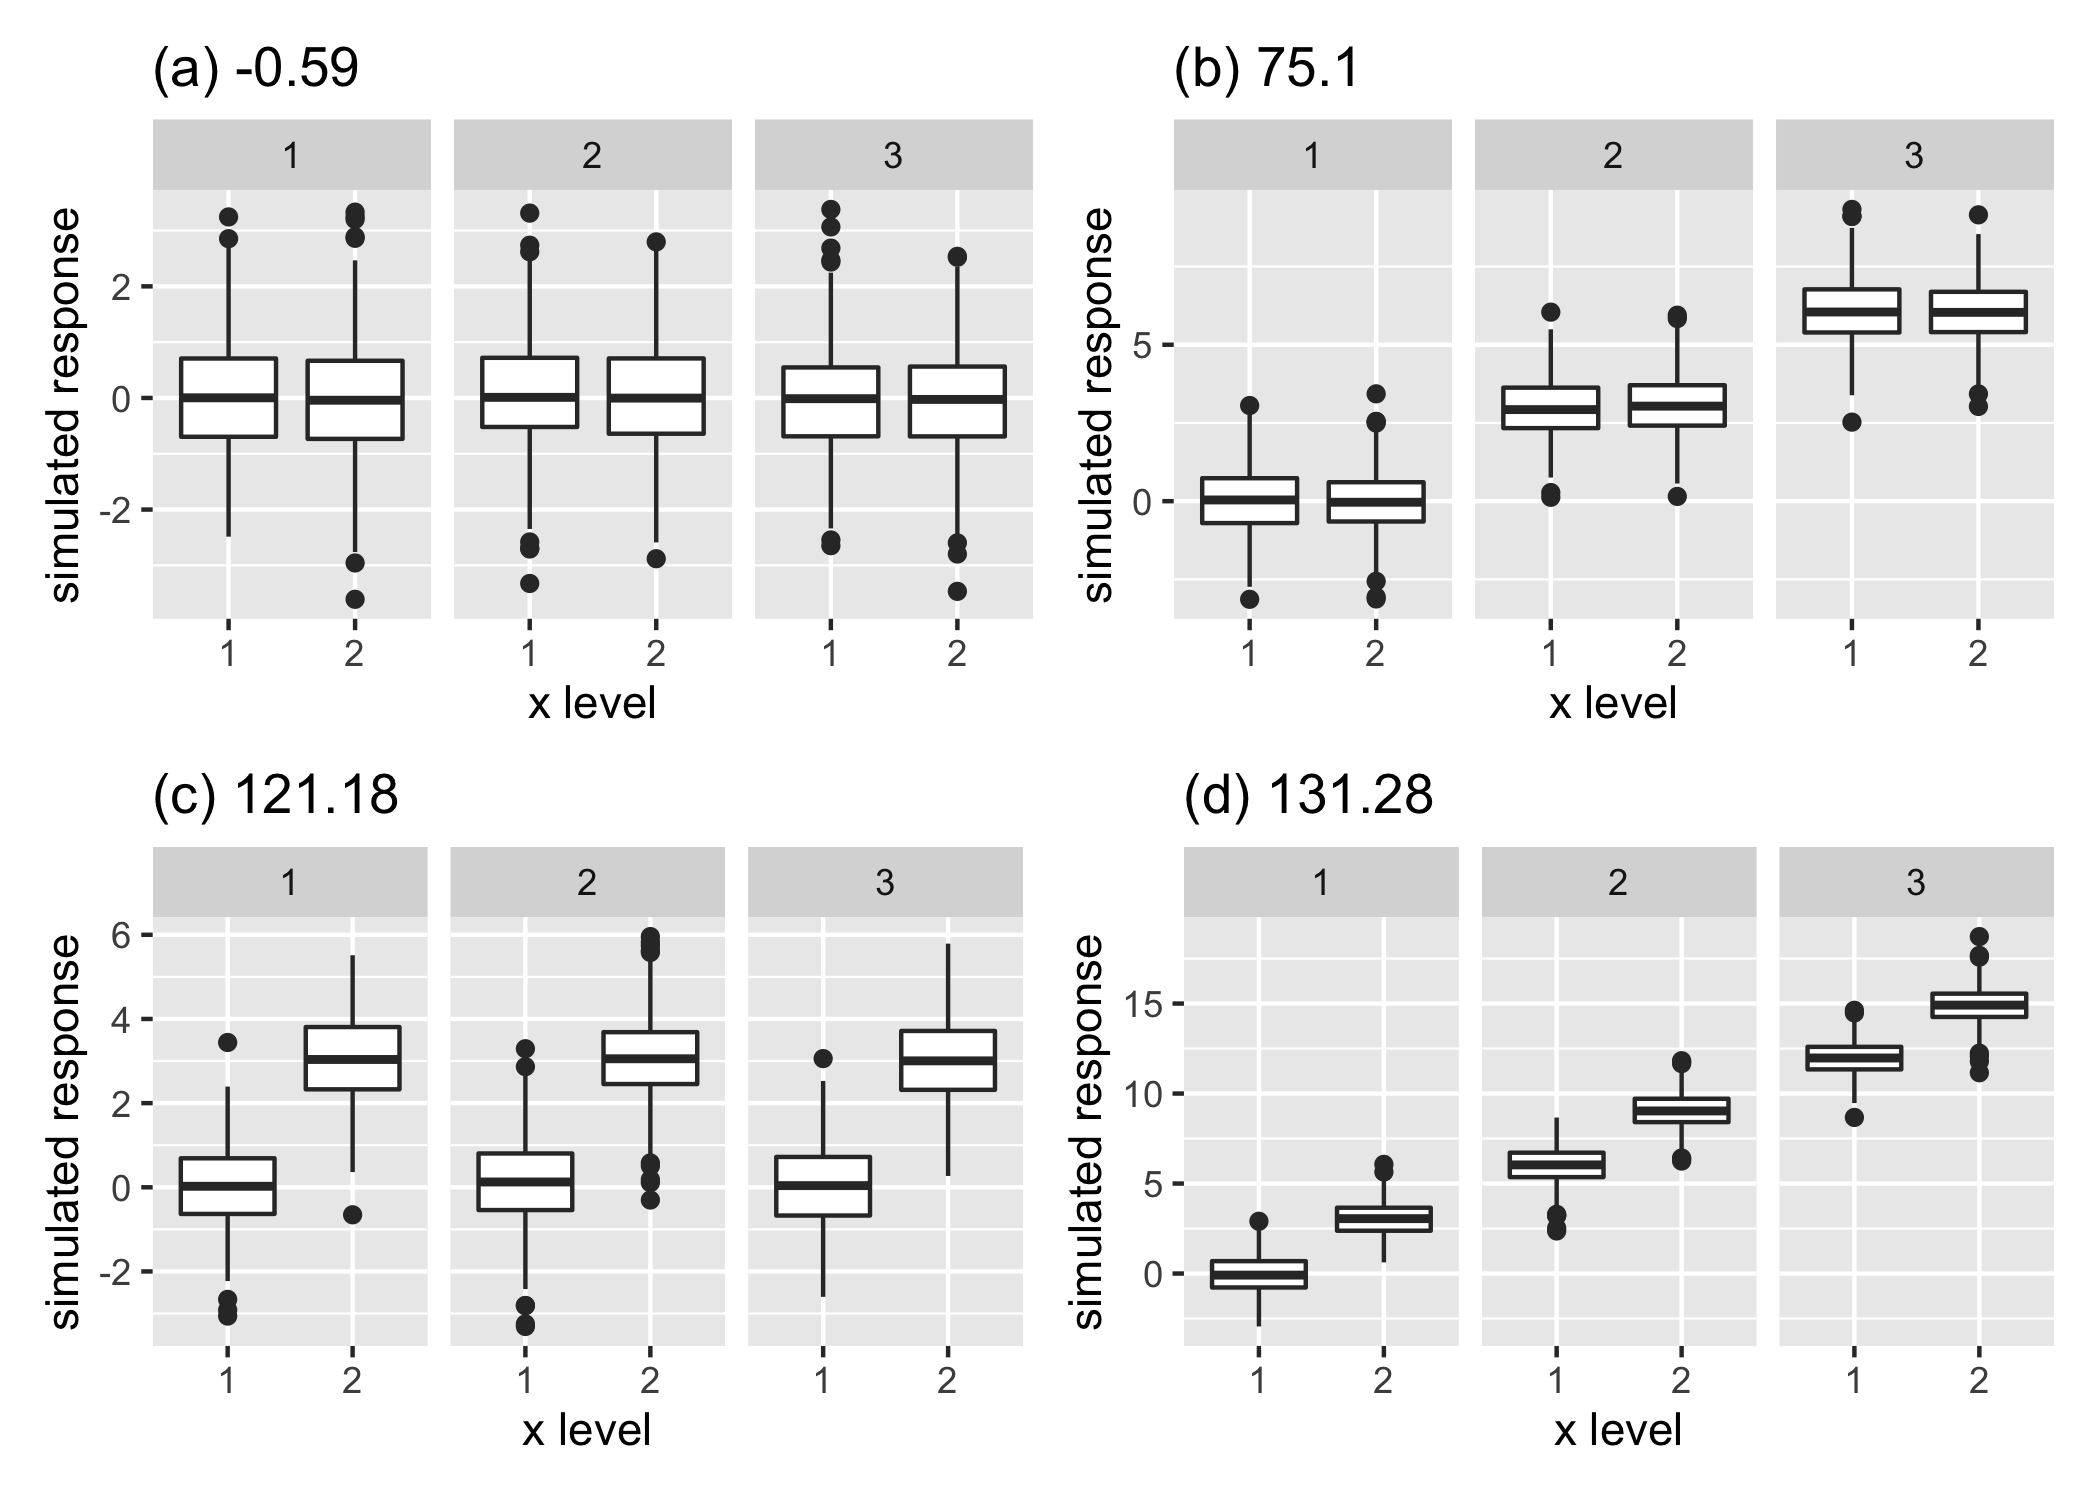 (a) -0.59
1 2 3
simulated response
2
0
-2
1 2 1 2 1 2
x level
(b) 75.1
1 2 3
simulated response
5
0
1 2 1 2 1 2
x level
(c) 121.18
1 2 3
simulated response
6
4
2
0
-2
1 2 1 2 1 2
x level
(d) 131.28
1 2 3
simulated response
15
10
5
0
1 2 1 2 1 2
x level